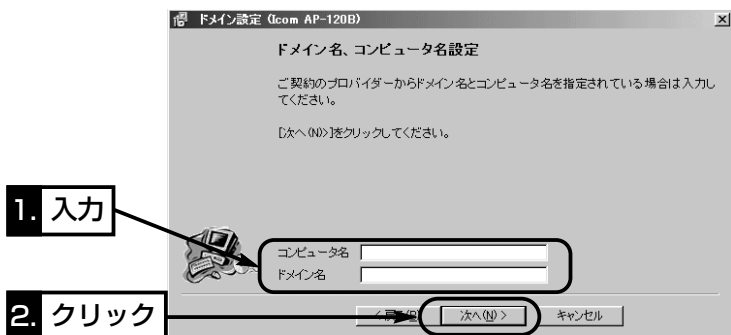 ドメイン設定 (Icom AP-120B)
ドメイン名、コンピュータ名設定
ご契約のプロバイダーからドメイン名とコンピュータ名を指定されている場合は入力し
てください。
[次へ(N)>]をクリックしてください。
1. 入力
コンピュータ名
ドメイン名
2. クリック
< 戻る(B) 次へ(N) > キャンセル